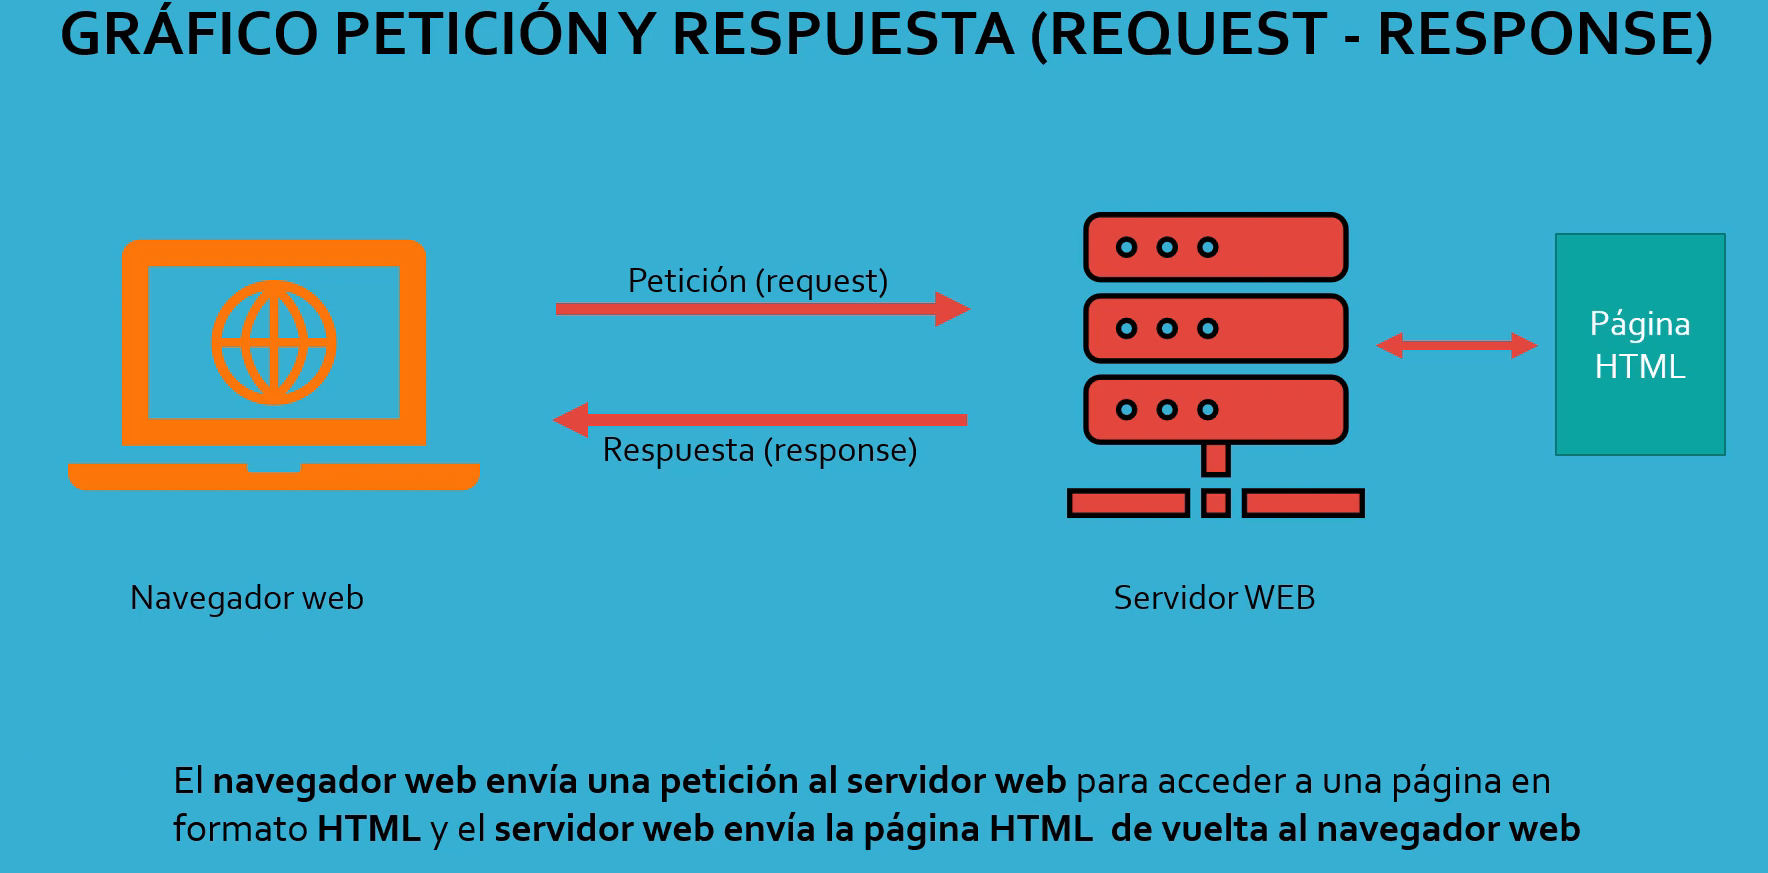 GRÁFICO PETICIÓN Y RESPUESTA (REQUEST - RESPONSE)
Petición (request)
Página
HTML
Respuesta (response)
Navegador web
Servidor WEB
El navegador web envía una petición al servidor web para acceder a una página en
formato HTML y el servidor web envía la página HTML de vuelta al navegador web